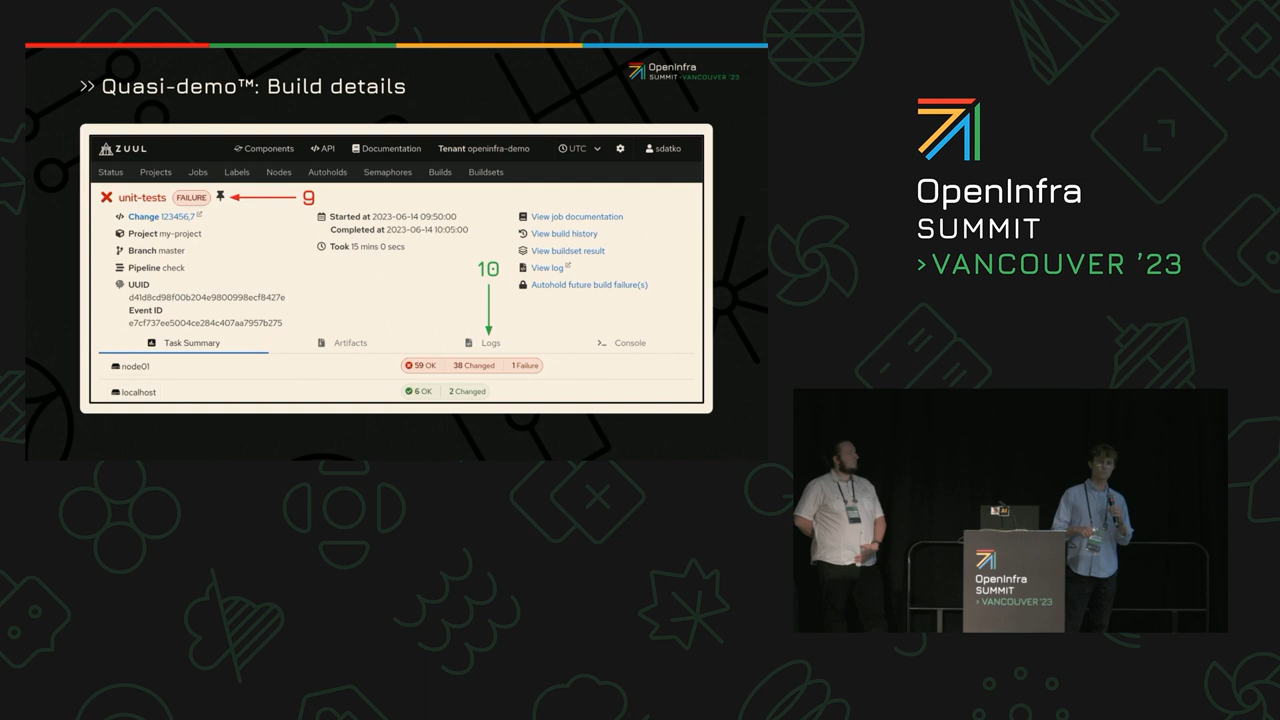 >> Quasi-demo™: Build details
OpenInfra
SUMMIT >VANCOUVER '23
ZUUL
Components
API
Documentation
Tenant openinfra-demo
UTC
sdatko
Status
Projects
Jobs
Labels
Nodes
Autoholds
Semaphores
Builds
Buildsets
unit-tests FAILURE
9
Change 123456,7
Project my-project
Branch master
Pipeline check
UUID
d41d8cd98f00b204e9800998ecf8427e
Event ID
e7cf737ee5004ce284c407aa7957b275
Started at 2023-06-14 09:50:00
Completed at 2023-06-14 10:05:00
Took 15 mins 0 secs
10
View job documentation
View build history
View buildset result
View log
Autohold future build failure(s)
Task Summary
Artifacts
Logs
Console
node01
59 OK
38 Changed
1 Failure
localhost
6 OK
2 Changed
OpenInfra
SUMMIT
>VANCOUVER '23
OpenInfra
SUMMIT
> VANCOUVER '23